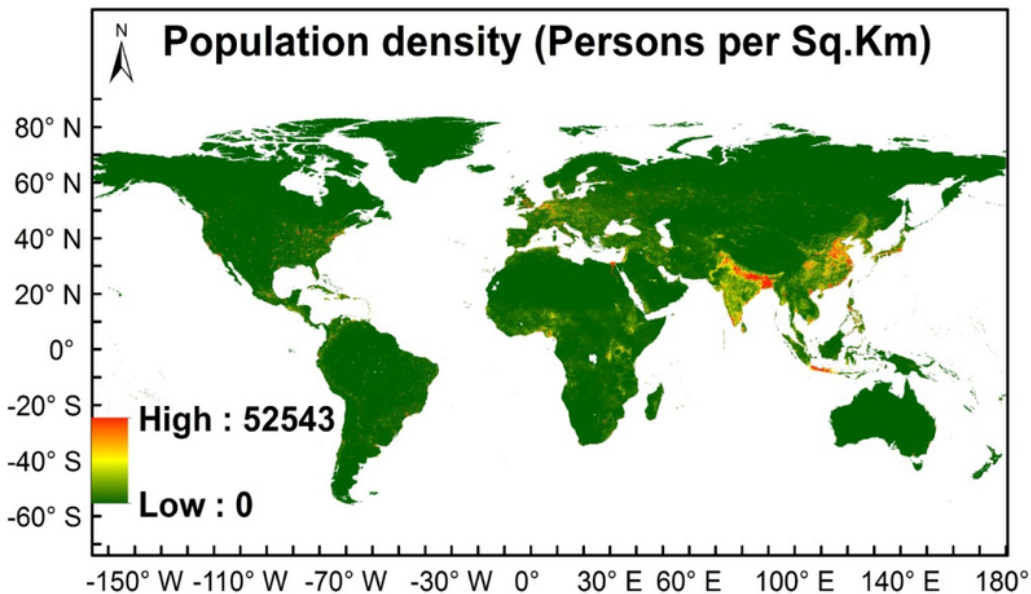 N
Population density (Persons per Sq.Km)
80° N
60° N
40° N
20° N
0°
-20° S
-40° S
-60° S
High : 52543
Low : 0
-150° W -110° W -70° W -30° W 0° 30° E 60° E 100° E 140° E 180°